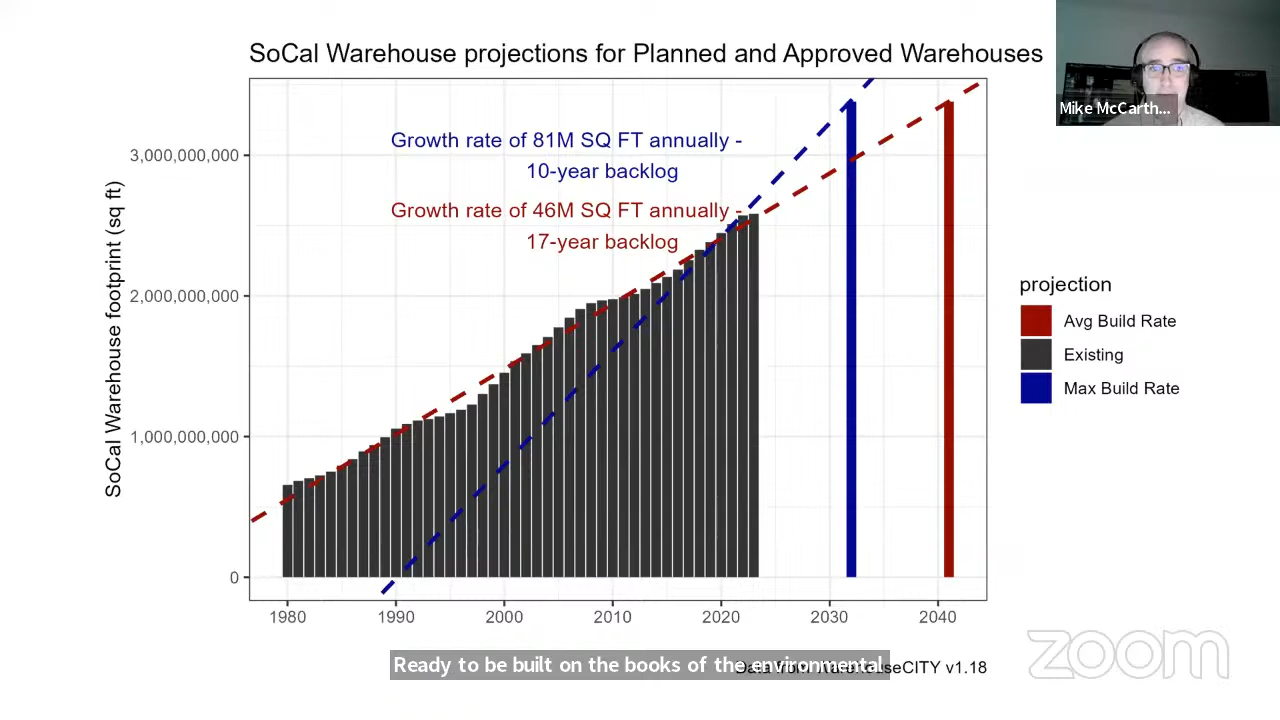 SoCal Warehouse projections for Planned and Approved Warehouses
Mike McCarth...
Growth rate of 81M SQ FT annually -
10-year backlog
Growth rate of 46M SQ FT annually -
17-year backlog
SoCal Warehouse footprint (sq ft)
3,000,000,000
2,000,000,000
1,000,000,000
0
1980
1990
2000
2010
2020
2030
2040
projection
Avg Build Rate
Existing
Max Build Rate
Ready to be built on the books of the environmental
Data from WarehouseCITY v1.18
zoom